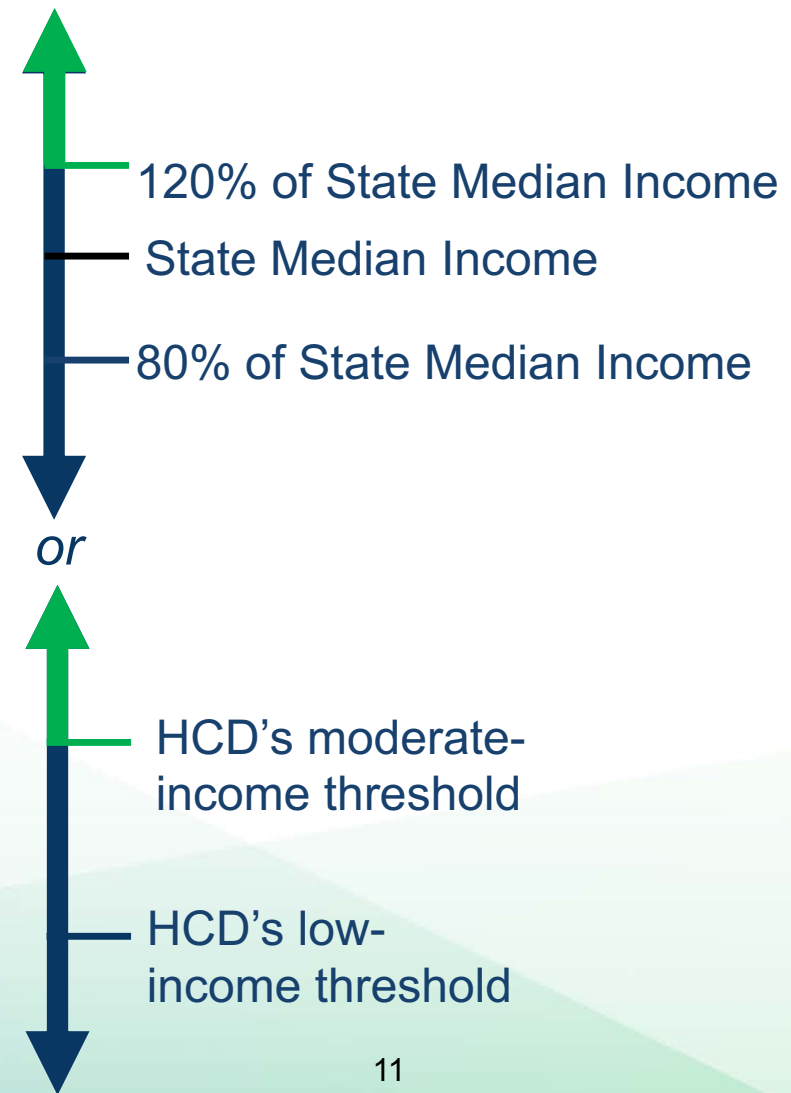 120% of State Median Income
State Median Income
80% of State Median Income
or
HCD’s moderate-
income threshold
HCD’s low-
income threshold
11